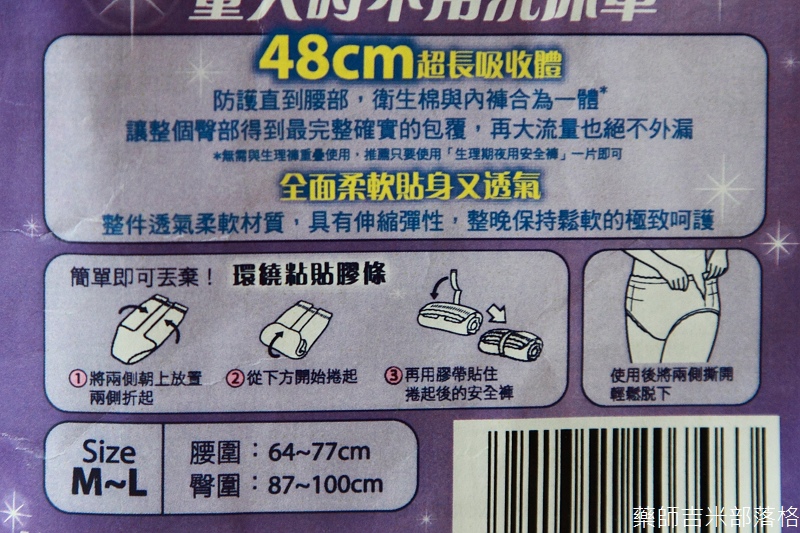 量大時不用洗床單
48cm超長吸收體
防護直到腰部，衛生棉與內褲合為一體*
讓整個臀部得到最完整確實的包覆，再大流量也絕不外漏
*無需與生理褲重疊使用，推薦只要使用「生理期夜用安全褲」一片即可
全面柔軟貼身又透氣
整件透氣柔軟材質，具有伸縮彈性，整晚保持鬆軟的極致呵護
簡單即可丟棄！ 環繞粘貼膠條
①將兩側朝上放置
兩側折起
②從下方開始捲起
③再用膠帶貼住
捲起後的安全褲
使用後將兩側撕開
輕鬆脫下
Size
M~L
腰圍：64~77cm
臀圍：87~100cm
藥師吉米部落格